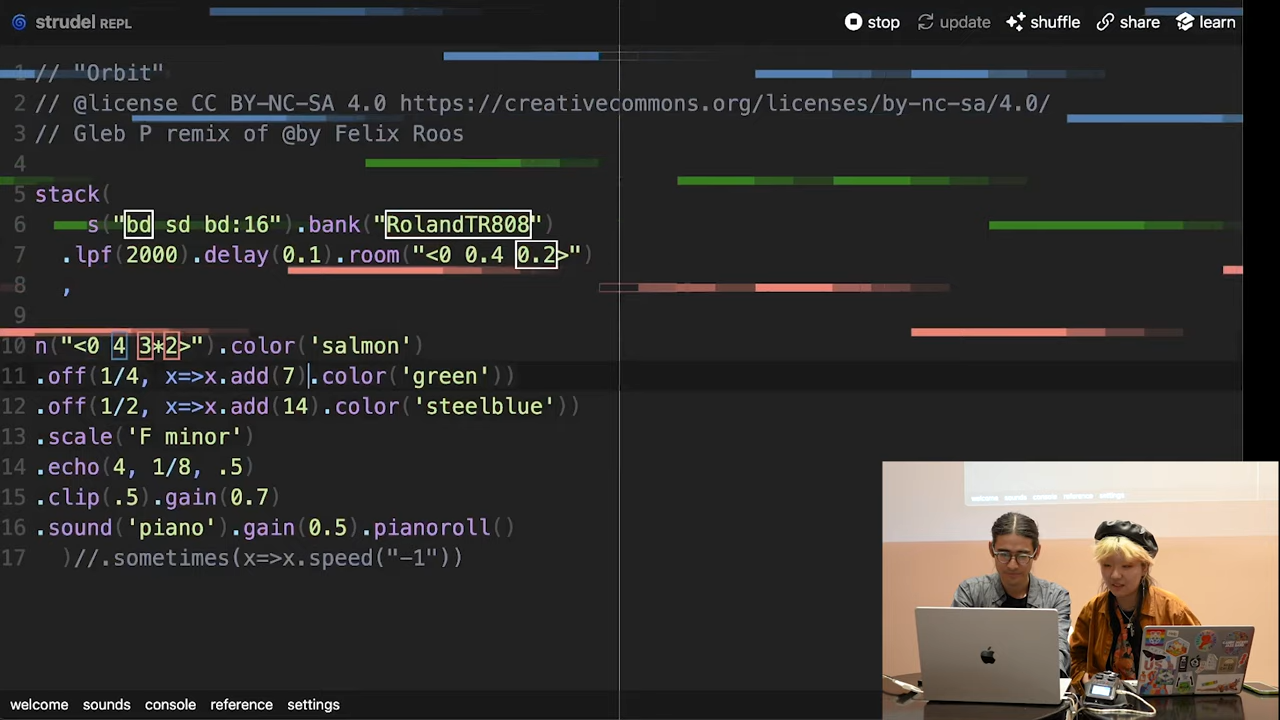 strudel REPL
stop update shuffle share learn
1 // "Orbit"
2 // @license CC BY-NC-SA 4.0 https://creativecommons.org/licenses/by-nc-sa/4.0/
3 // Gleb P remix of @by Felix Roos
4
5 stack(
6 s("bd sd bd:16").bank("RolandTR808")
7 .lpf(2000).delay(0.1).room("<0 0.4 0.2>")
8 ,
9
10 n("<0 4 3*2>").color('salmon')
11 .off(1/4, x=>x.add(7).color('green'))
12 .off(1/2, x=>x.add(14).color('steelblue'))
13 .scale('F minor')
14 .echo(4, 1/8, .5)
15 .clip(.5).gain(0.7)
16 .sound('piano').gain(0.5).pianoroll()
17 )//.sometimes(x=>x.speed("-1"))
welcome sounds console reference settings
welcome sounds console reference settings